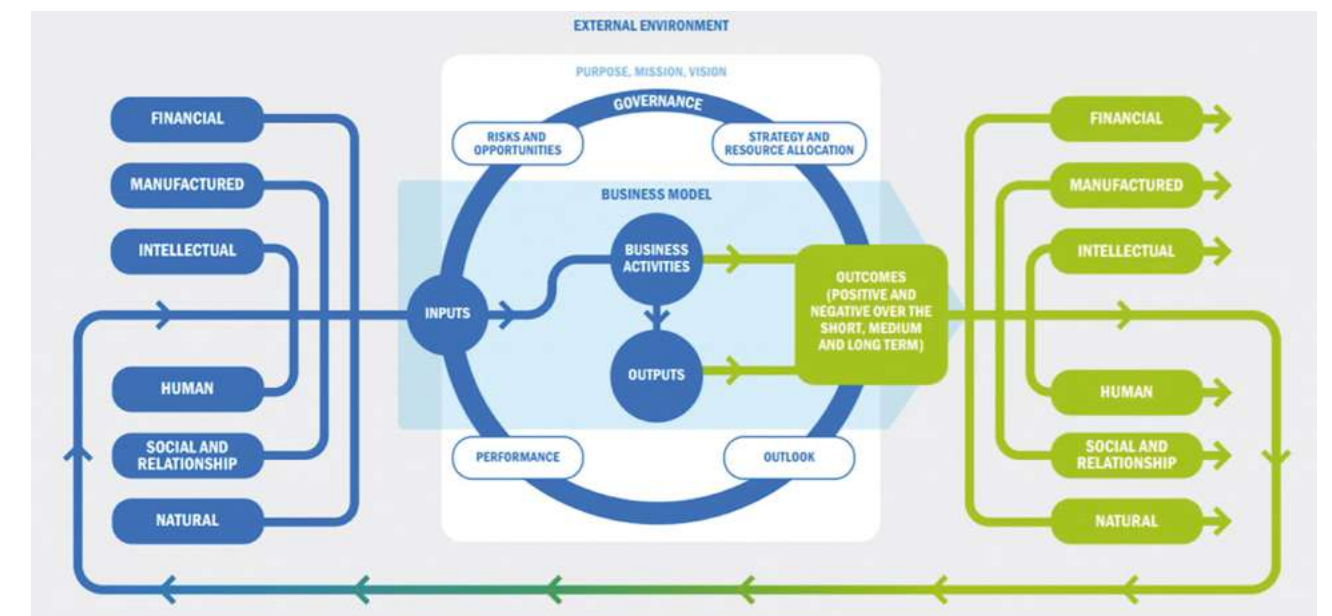 EXTERNAL ENVIRONMENT
PURPOSE, MISSION, VISION
GOVERNANCE
RISKS AND
OPPORTUNITIES
STRATEGY AND
RESOURCE ALLOCATION
FINANCIAL
MANUFACTURED
INTELLECTUAL
HUMAN
SOCIAL AND
RELATIONSHIP
NATURAL
INPUTS
BUSINESS MODEL
BUSINESS
ACTIVITIES
OUTPUTS
OUTCOMES
(POSITIVE AND
NEGATIVE OVER THE
SHORT, MEDIUM
AND LONG TERM)
PERFORMANCE
OUTLOOK
FINANCIAL
MANUFACTURED
INTELLECTUAL
HUMAN
SOCIAL AND
RELATIONSHIP
NATURAL